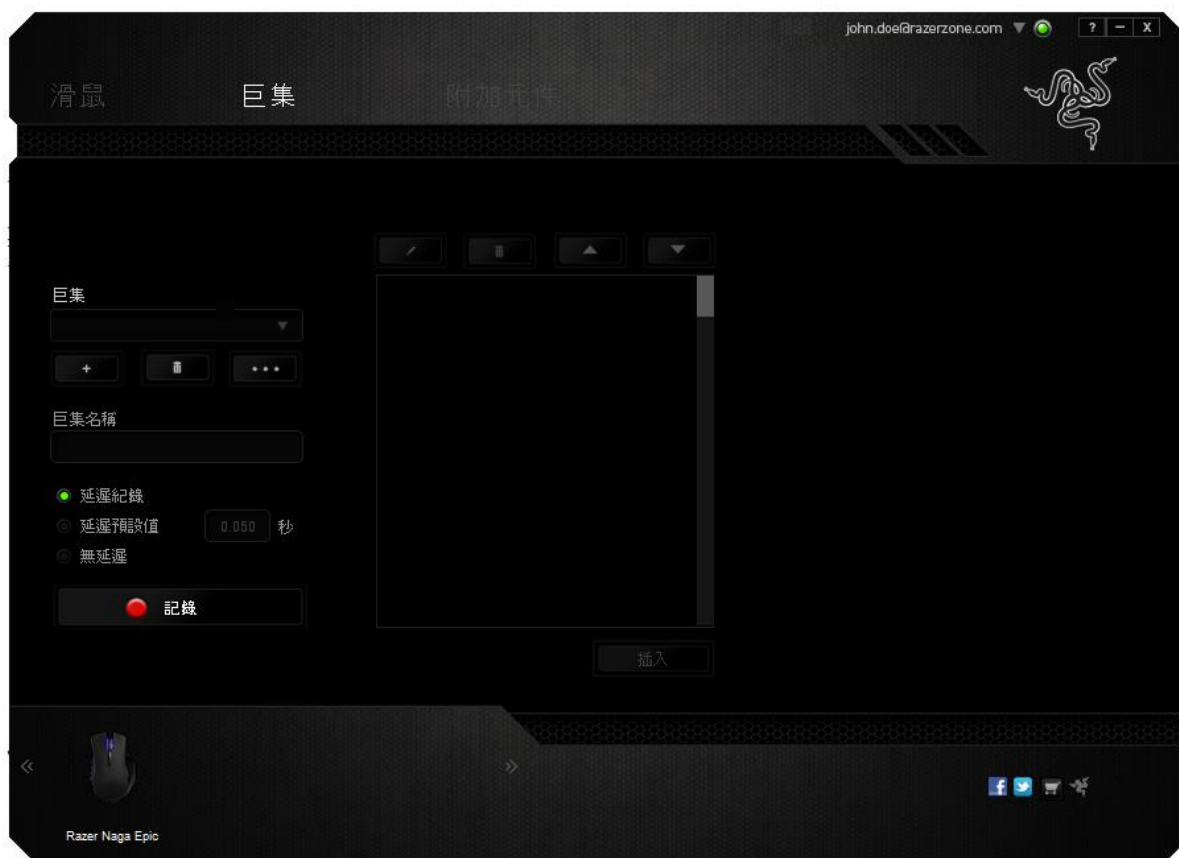 john.doe@razerzone.com
? − X
滑鼠
巨集
附加元件
巨集
巨集名稱
延遲紀錄
延遲預設值 0.050 秒
無延遲
記錄
插入
Razer Naga Epic